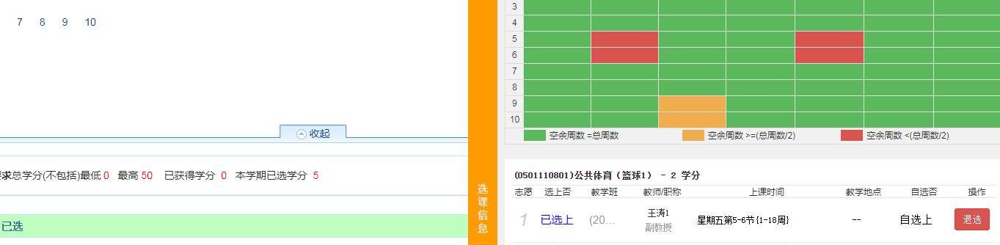 7 8 9 10
收起
求总学分(不包括)最低 0 最高 50 已获得学分 0 本学期已选学分 5
已选
选课信息
3
4
5
6
7
8
9
10
空余周数 =总周数 空余周数 >=(总周数/2) 空余周数 <(总周数/2)
(0501110801)公共体育（篮球1） - 2 学分
志愿 选上否 教学班 教师/职称 上课时间 教学地点 自选否 操作
1 已选上 (20... 王涛1 副教授 星期五第5-6节{1-18周} -- 自选上 退选